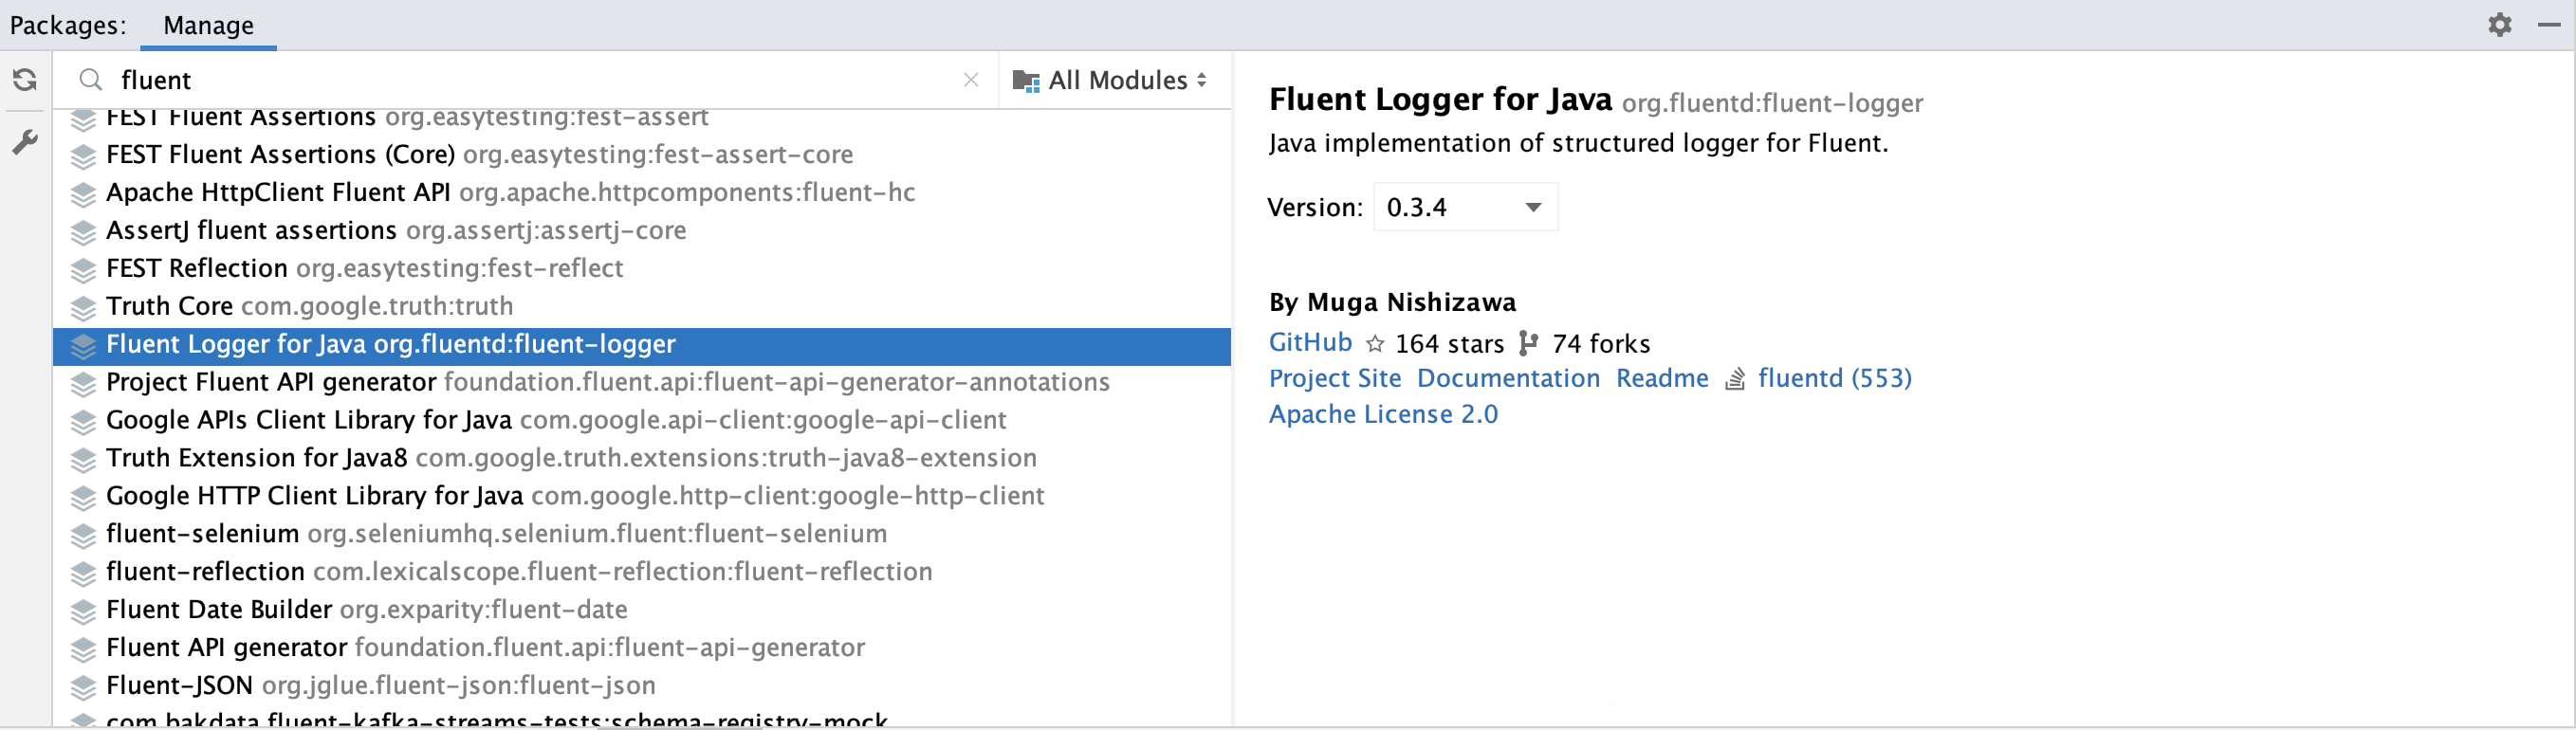 Packages: Manage
fluent All Modules
FEST Fluent Assertions org.easytesting:fest-assert
FEST Fluent Assertions (Core) org.easytesting:fest-assert-core
Apache HttpClient Fluent API org.apache.httpcomponents:fluent-hc
AssertJ fluent assertions org.assertj:assertj-core
FEST Reflection org.easytesting:fest-reflect
Truth Core com.google.truth:truth
Fluent Logger for Java org.fluentd:fluent-logger
Project Fluent API generator foundation.fluent.api:fluent-api-generator-annotations
Google APIs Client Library for Java com.google.api-client:google-api-client
Truth Extension for Java8 com.google.truth.extensions:truth-java8-extension
Google HTTP Client Library for Java com.google.http-client:google-http-client
fluent-selenium org.seleniumhq.selenium.fluent:fluent-selenium
fluent-reflection com.lexicalscope.fluent-reflection:fluent-reflection
Fluent Date Builder org.exparity:fluent-date
Fluent API generator foundation.fluent.api:fluent-api-generator
Fluent-JSON org.jglue.fluent-json:fluent-json
com.bakdata.fluent-kafka-streams-tests:schema-registry-mock
Fluent Logger for Java org.fluentd:fluent-logger
Java implementation of structured logger for Fluent.
Version: 0.3.4
By Muga Nishizawa
GitHub 164 stars 74 forks
Project Site Documentation Readme fluentd (553)
Apache License 2.0